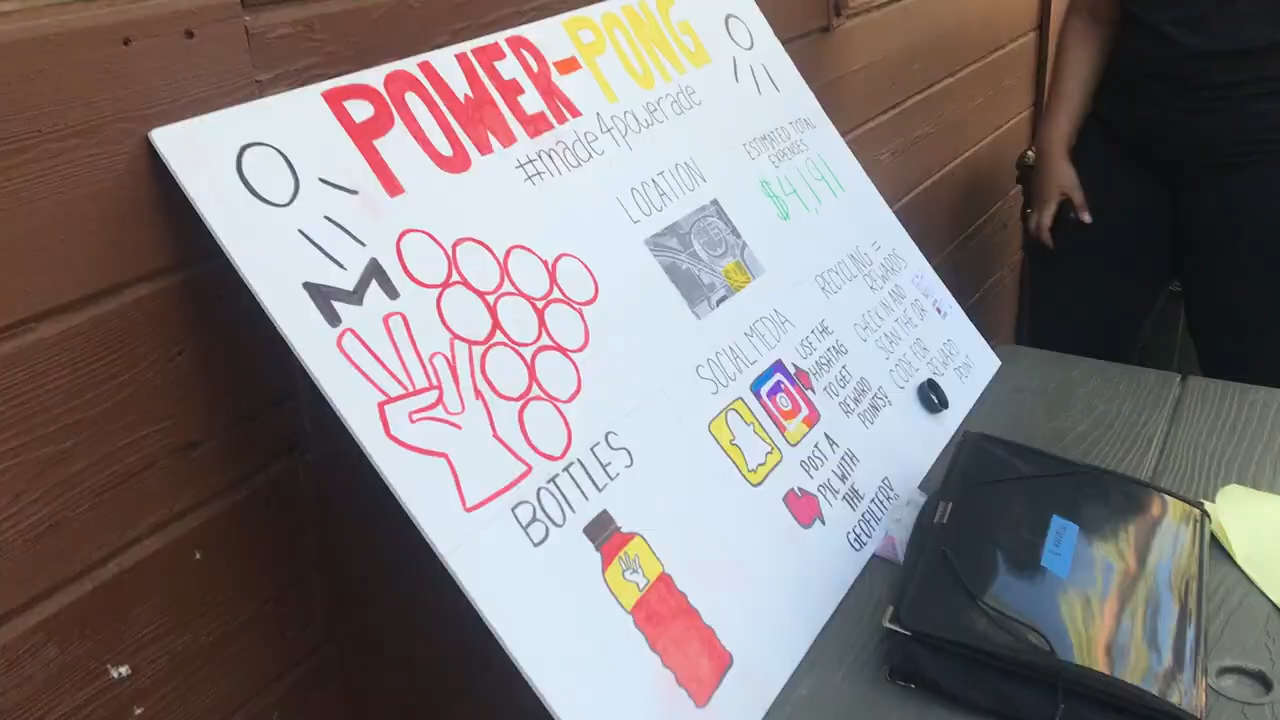 POWER-PONG
#made4powerade
M
LOCATION
ESTIMATED TOTAL
EXPENSES
$4,191
BOTTLES
SOCIAL MEDIA
USE THE
HASHTAG
TO GET
REWARD
POINTS!
POST A
PIC WITH
THE
GEOFILTER!
RECYCLING =
REWARDS
CHECK IN AND
SCAN THE QR
CODE FOR
REWARD
POINT